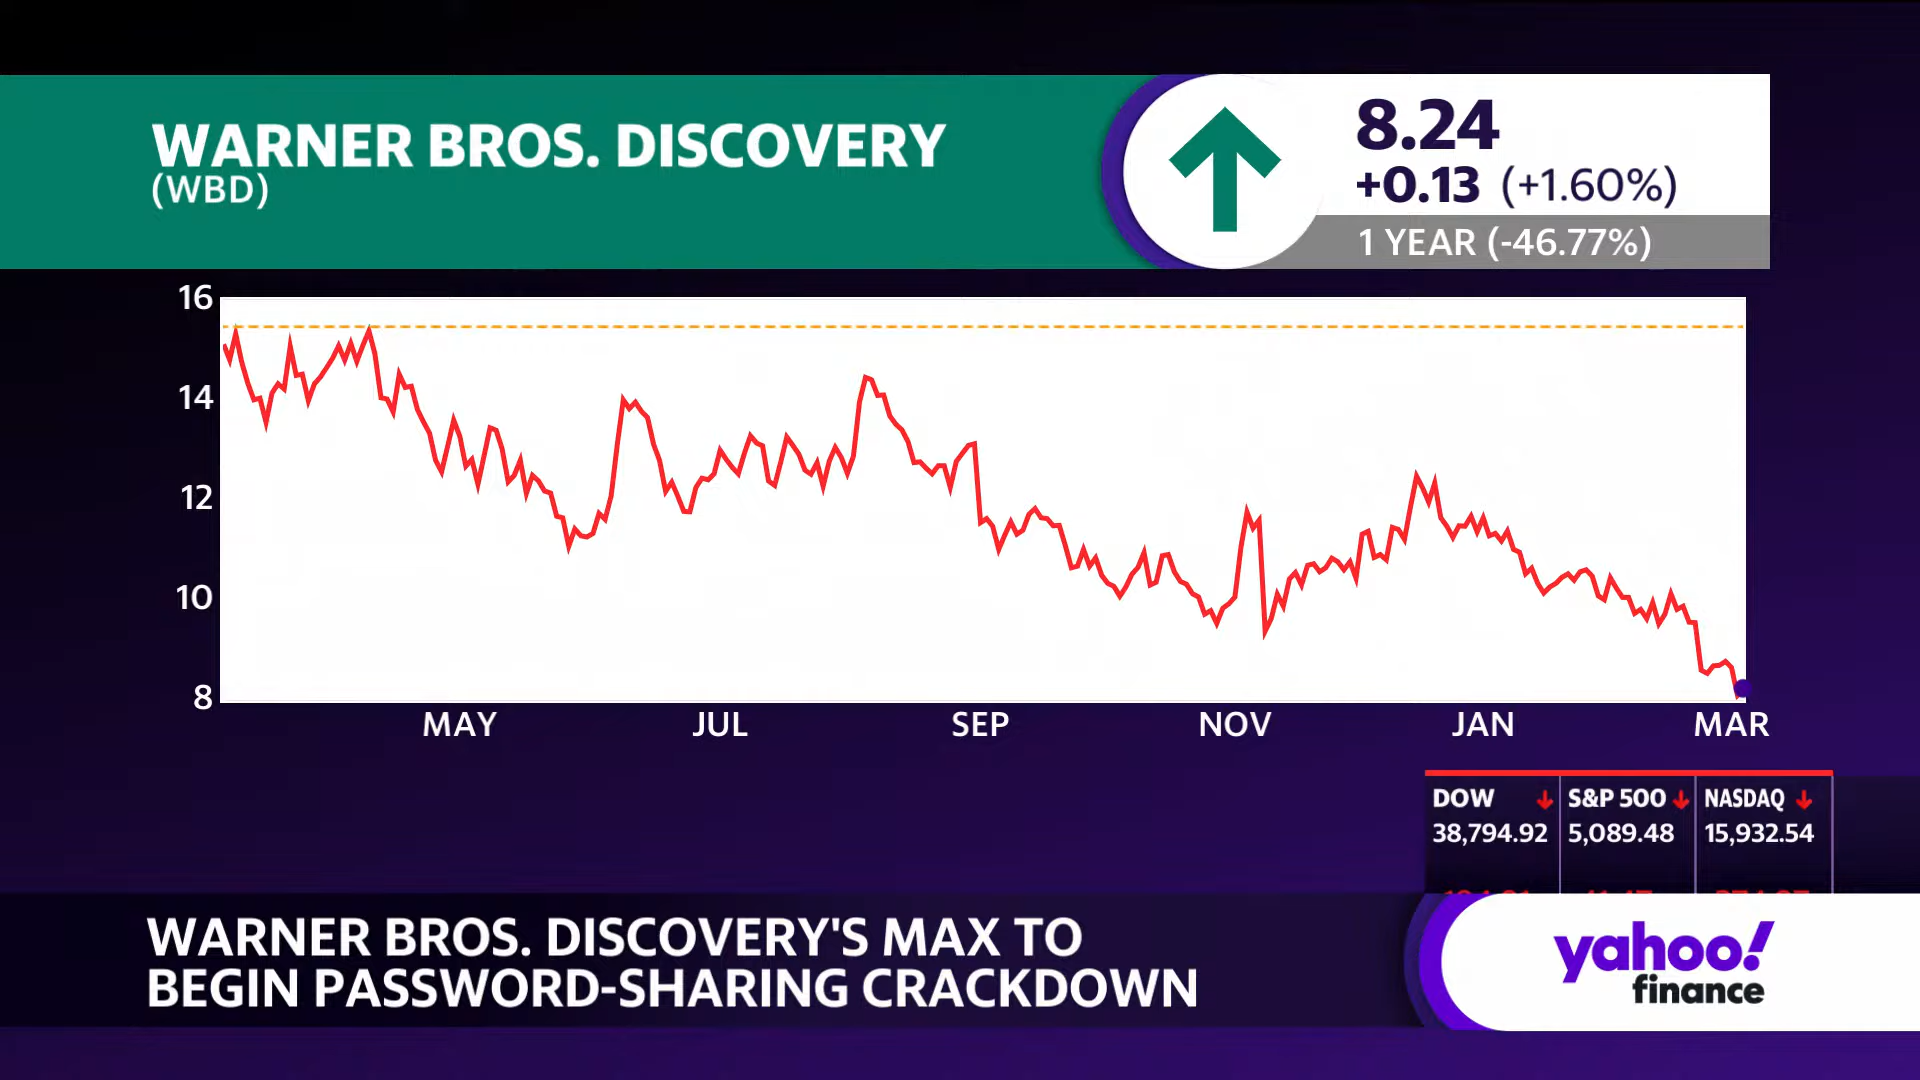 WARNER BROS. DISCOVERY
(WBD)
8.24
+0.13 (+1.60%)
1 YEAR (-46.77%)
16
14
12
10
8
MAY JUL SEP NOV JAN MAR
DOW S&P 500 NASDAQ
38,794.92 5,089.48 15,932.54
WARNER BROS. DISCOVERY'S MAX TO
BEGIN PASSWORD-SHARING CRACKDOWN
yahoo!
finance